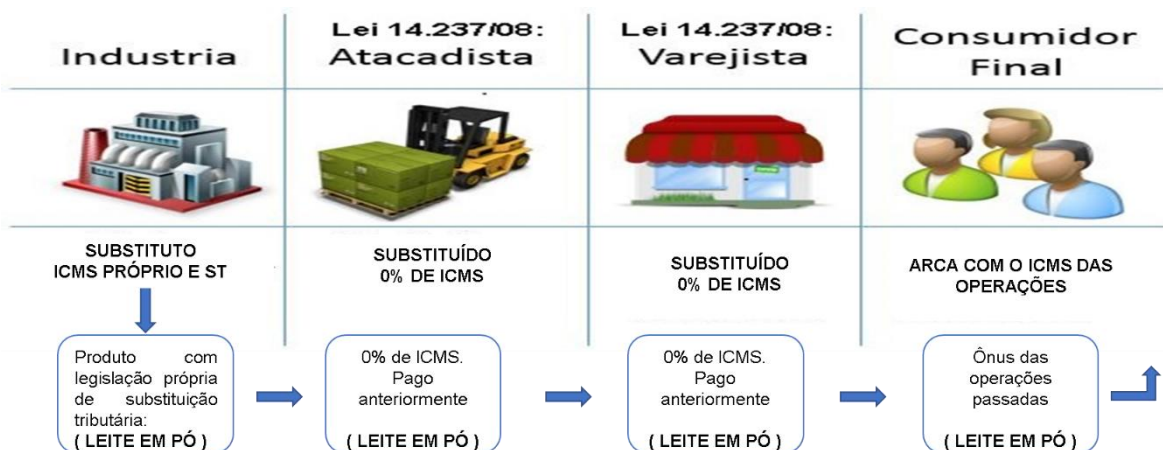 Industria
Lei 14.237/08:
Atacadista
Lei 14.237/08:
Varejista
Consumidor
Final
SUBSTITUTO
ICMS PRÓPRIO E ST
SUBSTITUÍDO
0% DE ICMS
SUBSTITUÍDO
0% DE ICMS
ARCA COM O ICMS DAS
OPERAÇÕES
Produto com
legislação própria
de substituição
tributária:
( LEITE EM PÓ )
0% de ICMS.
Pago
anteriormente
( LEITE EM PÓ )
0% de ICMS.
Pago
anteriormente
( LEITE EM PÓ )
Ônus das
operações
passadas
( LEITE EM PÓ )